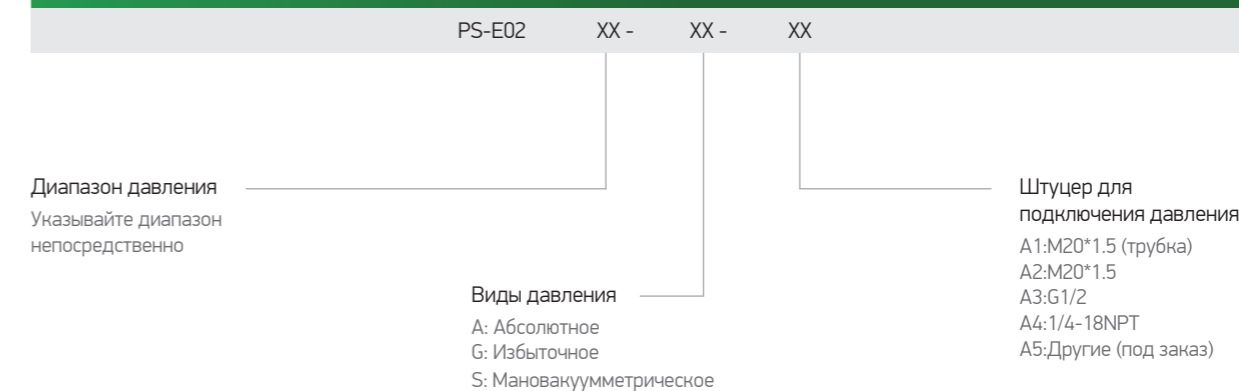 PS-E02 XX - XX - XX
Диапазон давления
Указывайте диапазон
непосредственно
Виды давления
A: Абсолютное
G: Избыточное
S: Мановакуумметрическое
Штуцер для
подключения давления
A1:M20*1.5 (трубка)
A2:M20*1.5
A3:G1/2
A4:1/4-18NPT
A5:Другие (под заказ)